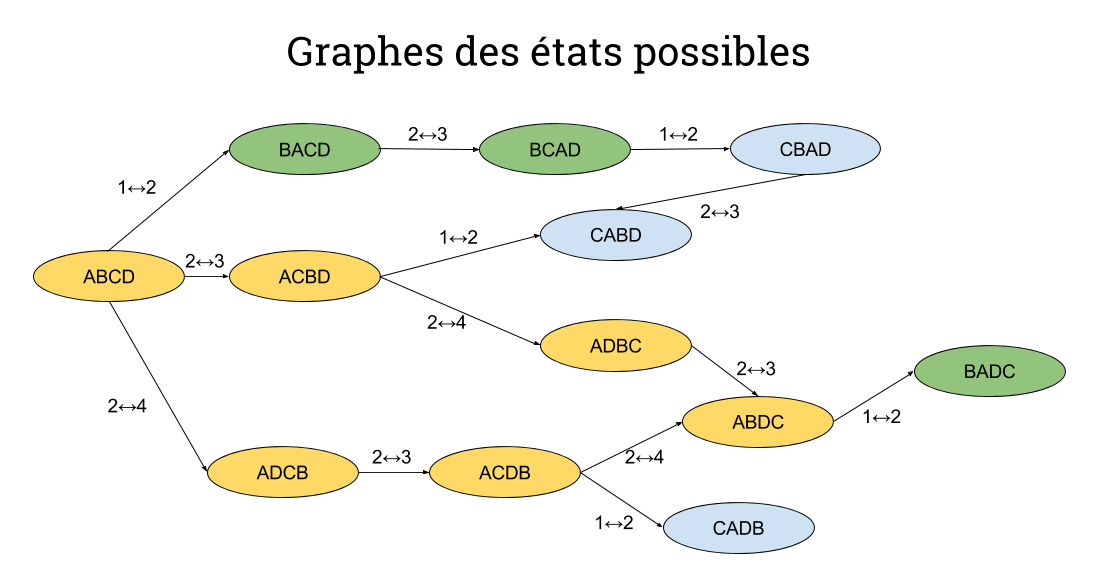 Graphes des états possibles
BACD
2↔3
BCAD
1↔2
CBAD
1↔2
2↔3
CABD
1↔2
ABCD
2↔3
ACBD
2↔4
ADBC
2↔3
BADC
2↔4
ABDC
1↔2
ADCB
2↔3
ACDB
2↔4
1↔2
CADB